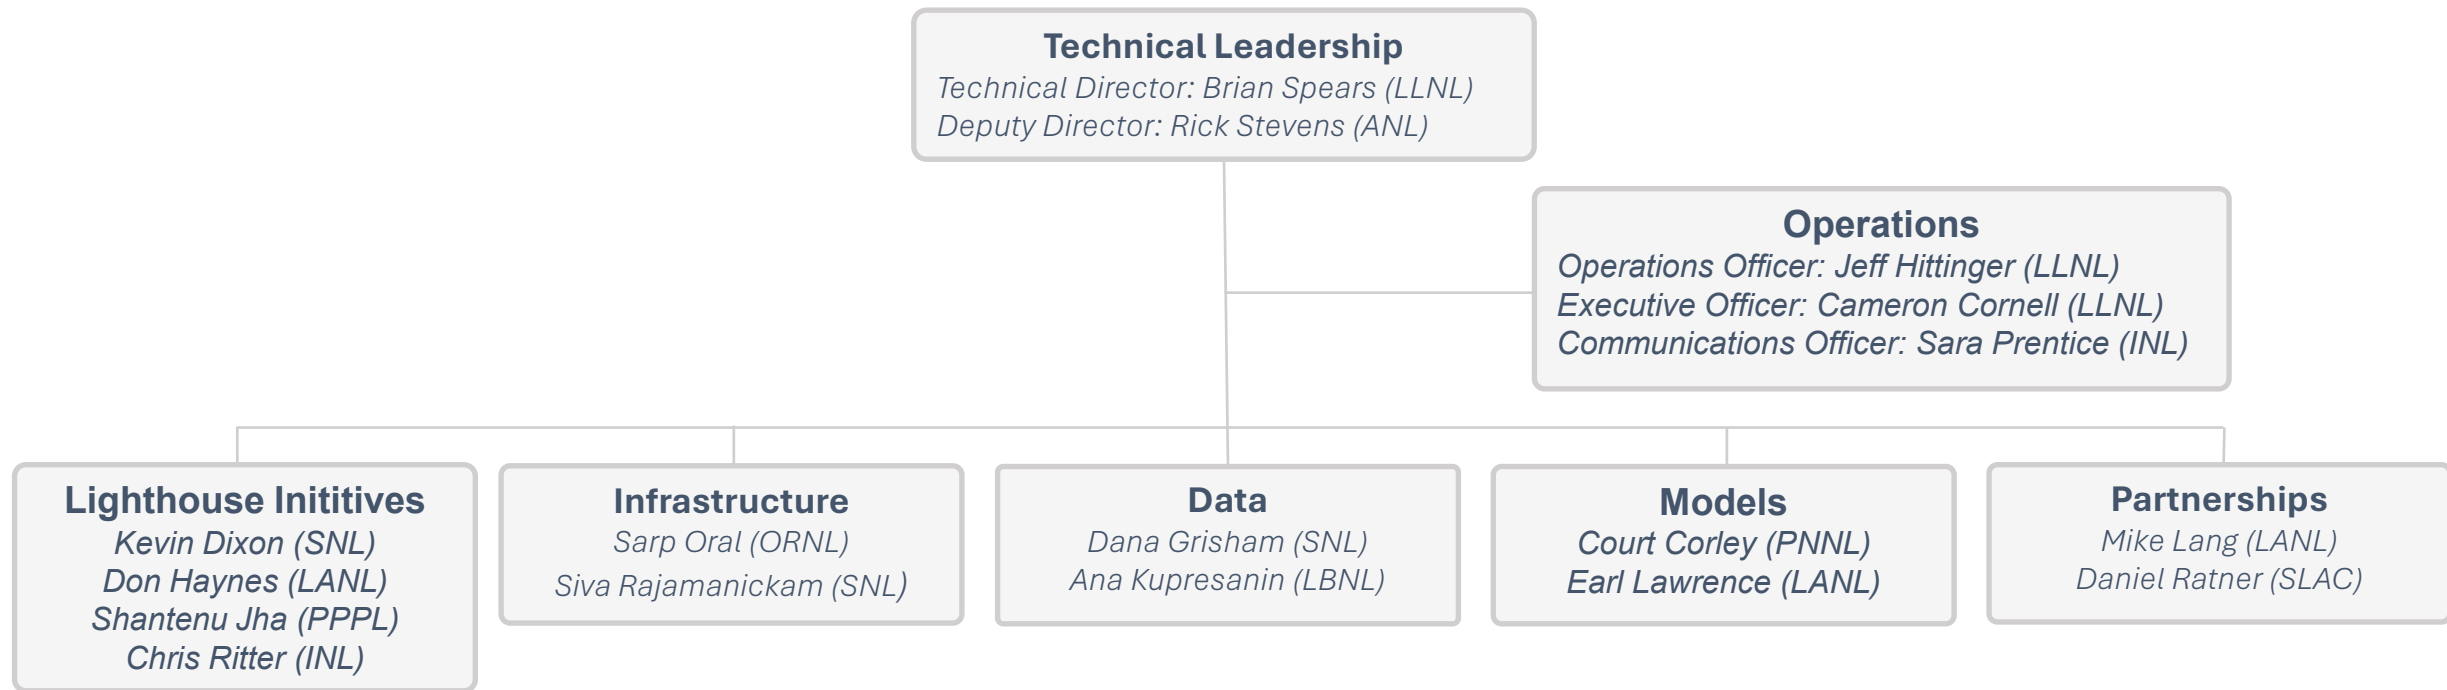 Technical Leadership
Technical Director: Brian Spears (LLNL)
Deputy Director: Rick Stevens (ANL)
Operations
Operations Officer: Jeff Hittinger (LLNL)
Executive Officer: Cameron Cornell (LLNL)
Communications Officer: Sara Prentice (INL)
Lighthouse Inititives
Kevin Dixon (SNL)
Don Haynes (LANL)
Shantenu Jha (PPPL)
Chris Ritter (INL)
Infrastructure
Sarp Oral (ORNL)
Siva Rajamanickam (SNL)
Data
Dana Grisham (SNL)
Ana Kupresanin (LBNL)
Models
Court Corley (PNNL)
Earl Lawrence (LANL)
Partnerships
Mike Lang (LANL)
Daniel Ratner (SLAC)